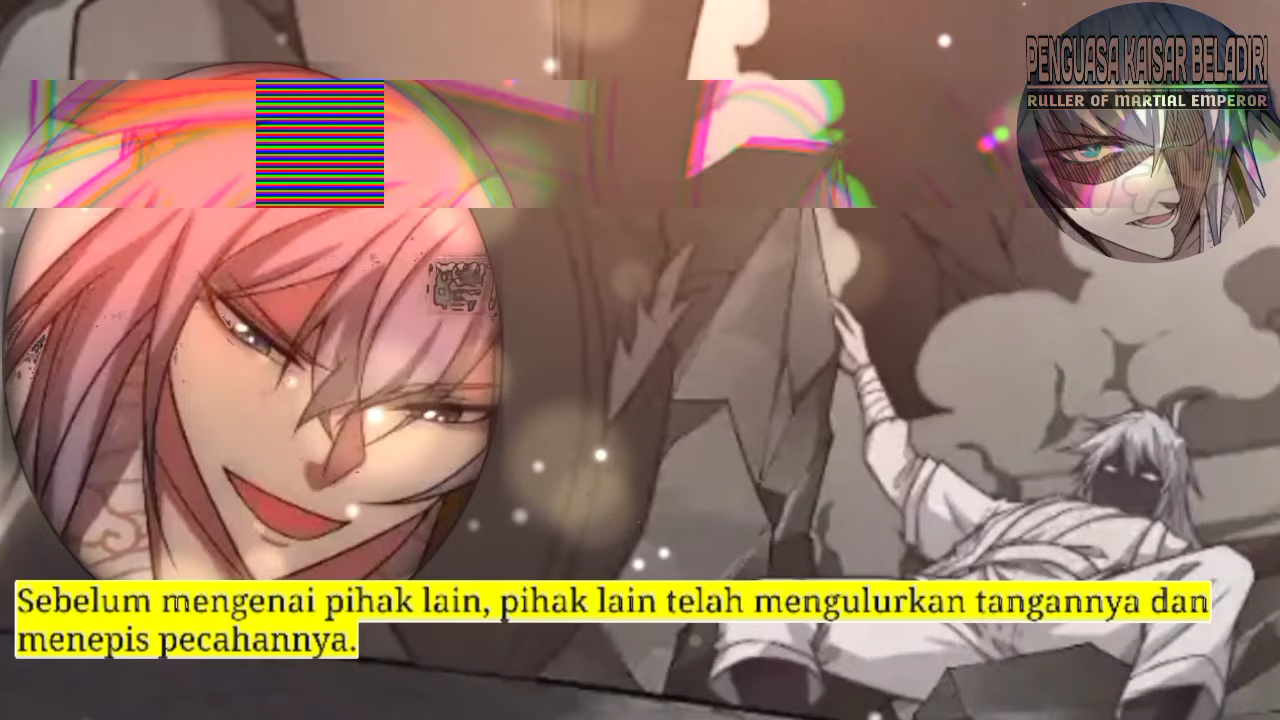 PENGUASA KAISAR BELADIRI
RULLER OF MARTIAL EMPEROR
Sebelum mengenai pihak lain, pihak lain telah mengulurkan tangannya dan
menepis pecahannya.